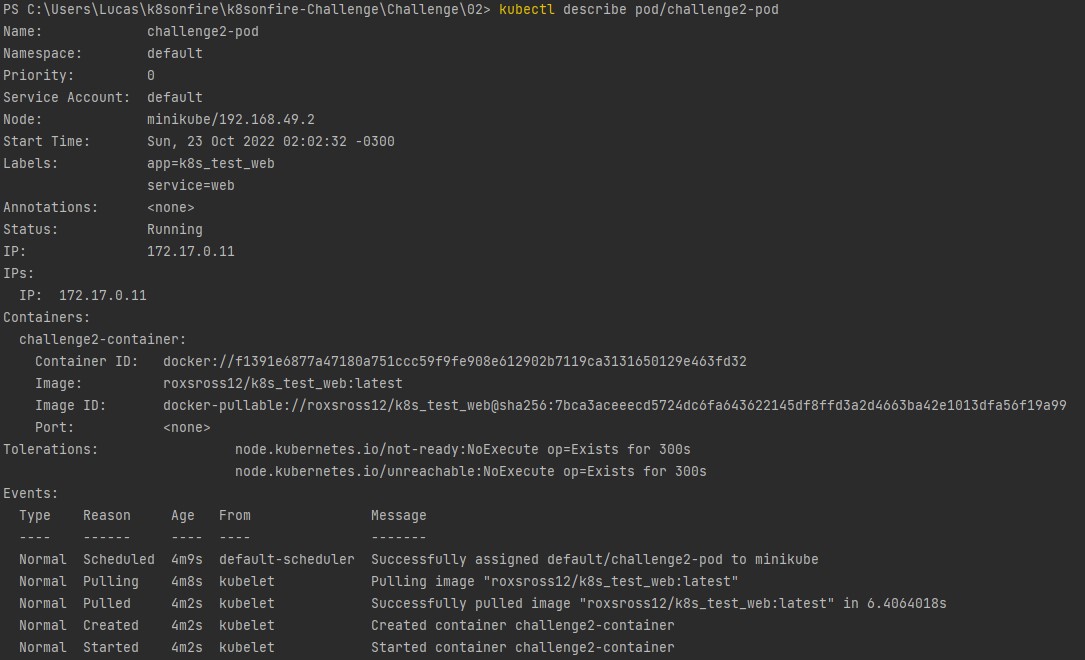 PS C:\Users\Lucas\k8sonfire\k8sonfire-Challenge\Challenge\02> kubectl describe pod/challenge2-pod
Name:             challenge2-pod
Namespace:        default
Priority:         0
Service Account:  default
Node:             minikube/192.168.49.2
Start Time:       Sun, 23 Oct 2022 02:02:32 -0300
Labels:           app=k8s_test_web
                  service=web
Annotations:      <none>
Status:           Running
IP:               172.17.0.11
IPs:
  IP:  172.17.0.11
Containers:
  challenge2-container:
    Container ID:   docker://f1391e6877a47180a751ccc59f9fe908e612902b7119ca3131650129e463fd32
    Image:          roxsross12/k8s_test_web:latest
    Image ID:       docker-pullable://roxsross12/k8s_test_web@sha256:7bca3aceeecd5724dc6fa643622145df8ffd3a2d4663ba42e1013dfa56f19a99
    Port:           <none>
Tolerations:                 node.kubernetes.io/not-ready:NoExecute op=Exists for 300s
                             node.kubernetes.io/unreachable:NoExecute op=Exists for 300s
Events:
  Type    Reason     Age   From               Message
  ----    ------     ----  ----               -------
  Normal  Scheduled  4m9s  default-scheduler  Successfully assigned default/challenge2-pod to minikube
  Normal  Pulling    4m8s  kubelet            Pulling image "roxsross12/k8s_test_web:latest"
  Normal  Pulled     4m2s  kubelet            Successfully pulled image "roxsross12/k8s_test_web:latest" in 6.4064018s
  Normal  Created    4m2s  kubelet            Created container challenge2-container
  Normal  Started    4m2s  kubelet            Started container challenge2-container